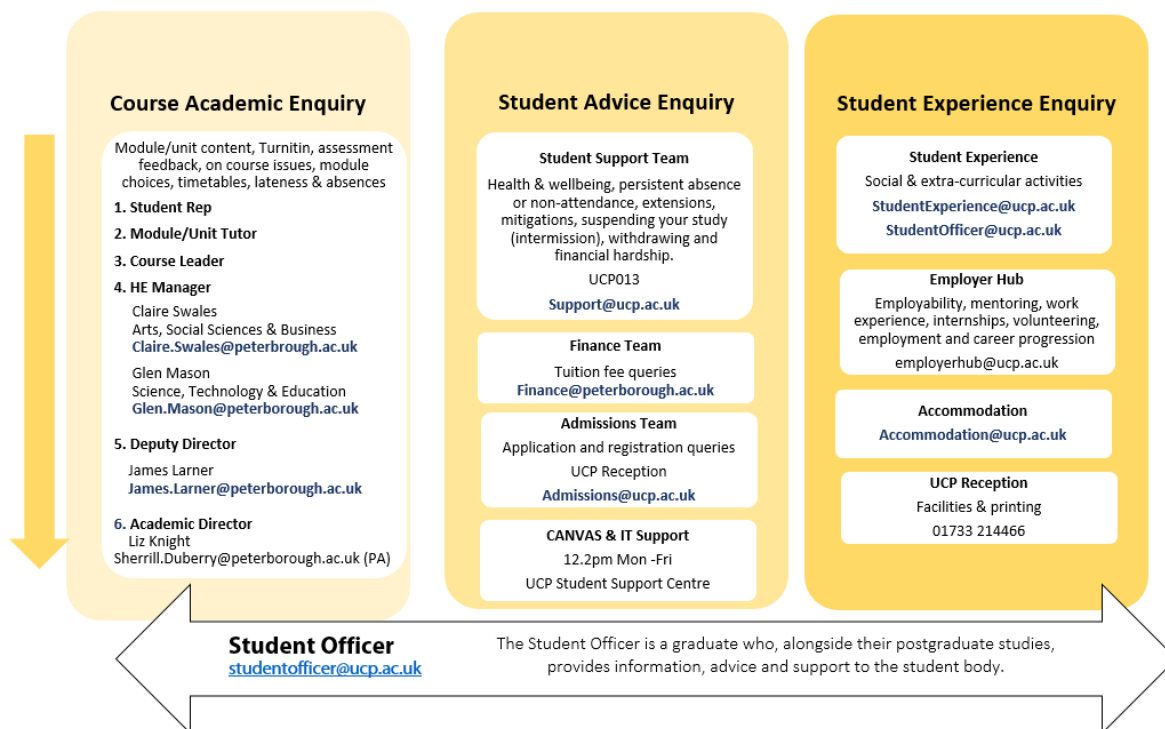 Course Academic Enquiry
Module/unit content, Turnitin, assessment
feedback, on course issues, module
choices, timetables, lateness & absences
1. Student Rep
2. Module/Unit Tutor
3. Course Leader
4. HE Manager
Claire Swales
Arts, Social Sciences & Business
Claire.Swales@peterbrough.ac.uk
Glen Mason
Science, Technology & Education
Glen.Mason@peterborough.ac.uk
5. Deputy Director
James Larner
James.Larner@peterborough.ac.uk
6. Academic Director
Liz Knight
Sherrill.Duberry@peterborough.ac.uk (PA)
Student Advice Enquiry
Student Support Team
Health & wellbeing, persistent absence
or non-attendance, extensions,
mitigations, suspending your study
(intermission), withdrawing and
financial hardship.
UCP013
Support@ucp.ac.uk
Finance Team
Tuition fee queries
Finance@peterborough.ac.uk
Admissions Team
Application and registration queries
UCP Reception
Admissions@ucp.ac.uk
CANVAS & IT Support
12.2pm Mon -Fri
UCP Student Support Centre
Student Experience Enquiry
Student Experience
Social & extra-curricular activities
StudentExperience@ucp.ac.uk
StudentOfficer@ucp.ac.uk
Employer Hub
Employability, mentoring, work
experience, internships, volunteering,
employment and career progression
employerhub@ucp.ac.uk
Accommodation
Accommodation@ucp.ac.uk
UCP Reception
Facilities & printing
01733 214466
Student Officer
studentofficer@ucp.ac.uk
The Student Officer is a graduate who, alongside their postgraduate studies,
provides information, advice and support to the student body.